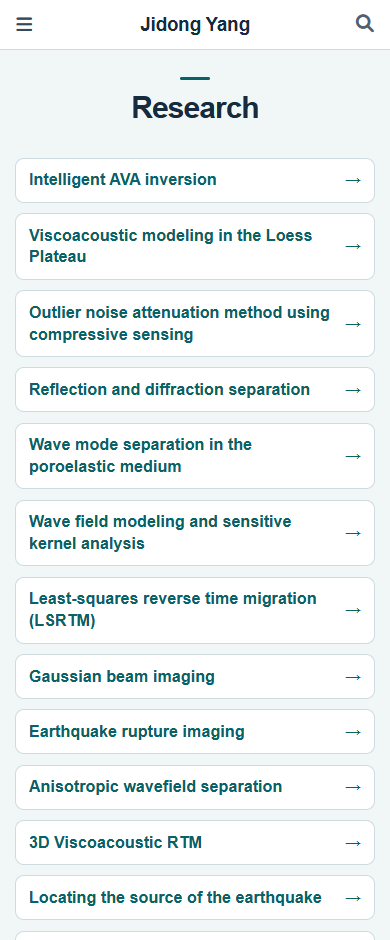 Jidong Yang
Research
Intelligent AVA inversion →
Viscoacoustic modeling in the Loess
Plateau →
Outlier noise attenuation method using
compressive sensing →
Reflection and diffraction separation →
Wave mode separation in the
poroelastic medium →
Wave field modeling and sensitive
kernel analysis →
Least-squares reverse time migration
(LSRTM) →
Gaussian beam imaging →
Earthquake rupture imaging →
Anisotropic wavefield separation →
3D Viscoacoustic RTM →
Locating the source of the earthquake →